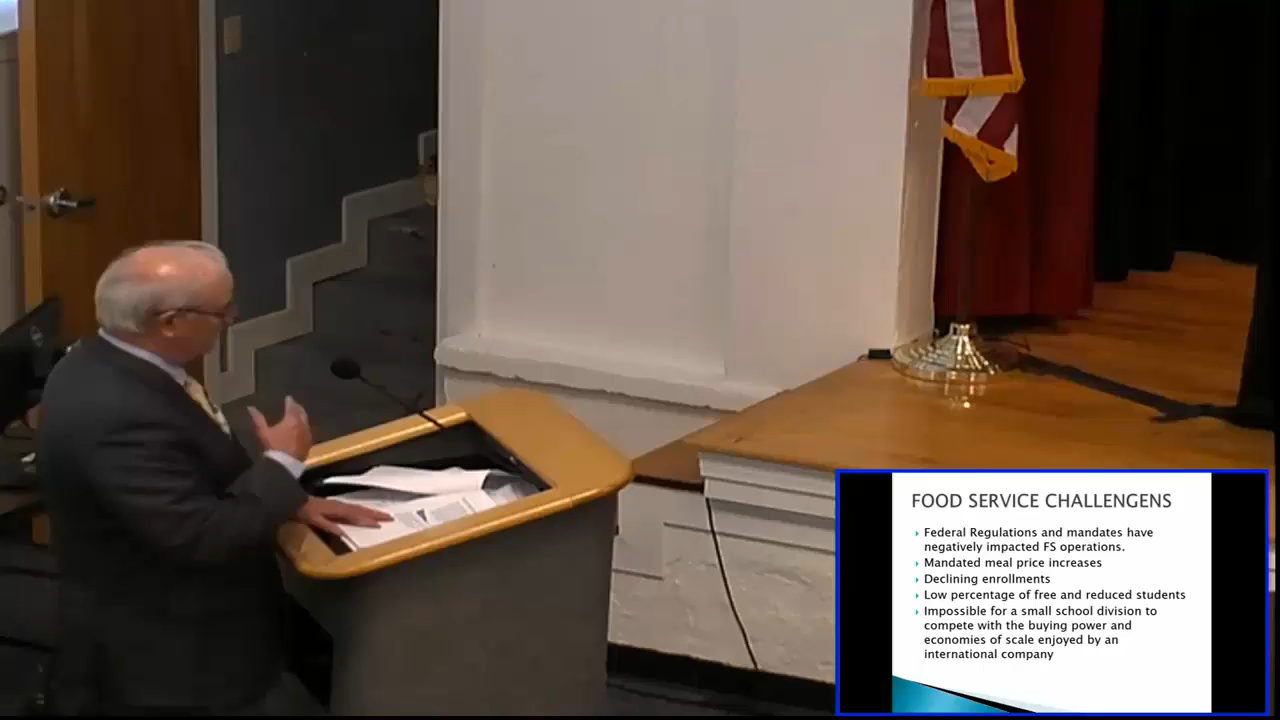 FOOD SERVICE CHALLENGENS
Federal Regulations and mandates have
negatively impacted FS operations.
Mandated meal price increases
Declining enrollments
Low percentage of free and reduced students
Impossible for a small school division to
compete with the buying power and
economies of scale enjoyed by an
international company